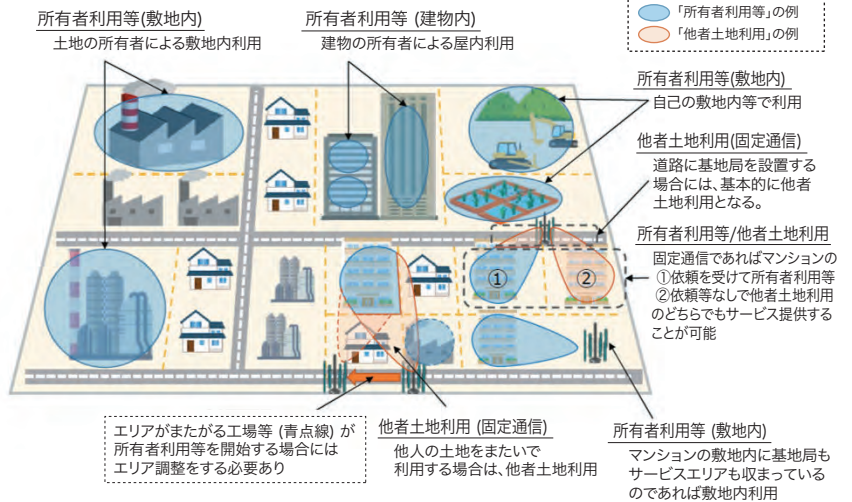 所有者利用等(敷地内)
土地の所有者による敷地内利用
所有者利用等 (建物内)
建物の所有者による屋内利用
「所有者利用等」の例
「他者土地利用」の例
所有者利用等(敷地内)
自己の敷地内等で利用
他者土地利用(固定通信)
道路に基地局を設置する
場合には、基本的に他者
土地利用となる。
所有者利用等/他者土地利用
固定通信であればマンションの
①依頼を受けて所有者利用等
②依頼等なしで他者土地利用
のどちらでもサービス提供する
ことが可能
①
②
エリアがまたがる工場等 (青点線) が
所有者利用等を開始する場合には
エリア調整をする必要あり
他者土地利用 (固定通信)
他人の土地をまたいで
利用する場合は、他者土地利用
所有者利用等 (敷地内)
マンションの敷地内に基地局も
サービスエリアも収まっている
のであれば敷地内利用